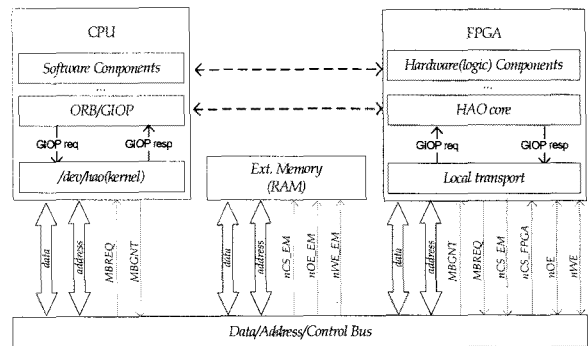 CPU
FPGA
Software Components
Hardware(logic) Components
...
...
ORB/GIOP
HAO core
GIOP req
GIOP resp
GIOP req
GIOP resp
/dev/hao(kernel)
Ext. Memory
(RAM)
Local transport
data
address
MBREQ
MBGNT
data
address
nCS_EM
nOE_EM
nWE_EM
data
address
MBGNT
MBREQ
nCS_EM
nCS_FPGA
nOE
nWE
Data/Address/Control Bus